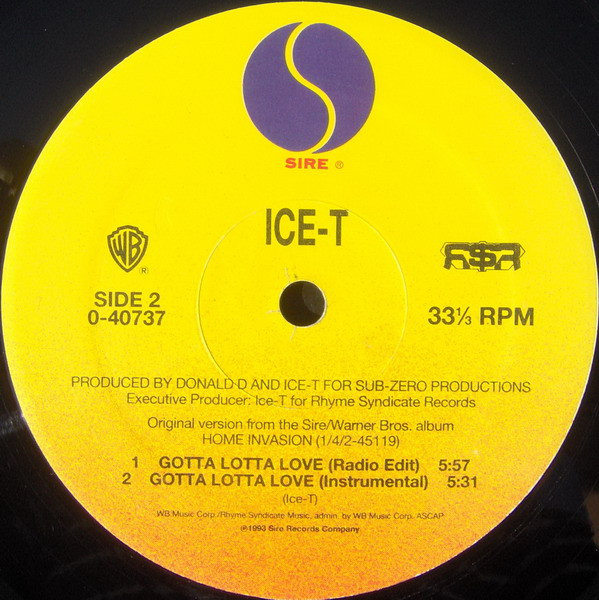 SIRE ®
ICE-T
WB ®
SIDE 2
0-40737
33⅓ RPM
PRODUCED BY DONALD D AND ICE-T FOR SUB-ZERO PRODUCTIONS
Executive Producer: Ice-T for Rhyme Syndicate Records
Original version from the Sire/Warner Bros. album
HOME INVASION (1/4/2-45119)
1 GOTTA LOTTA LOVE (Radio Edit) 5:57
2 GOTTA LOTTA LOVE (Instrumental) 5:31
(Ice-T)
WB Music Corp./Rhyme Syndicate Music, admin. by WB Music Corp. ASCAP
℗1993 Sire Records Company